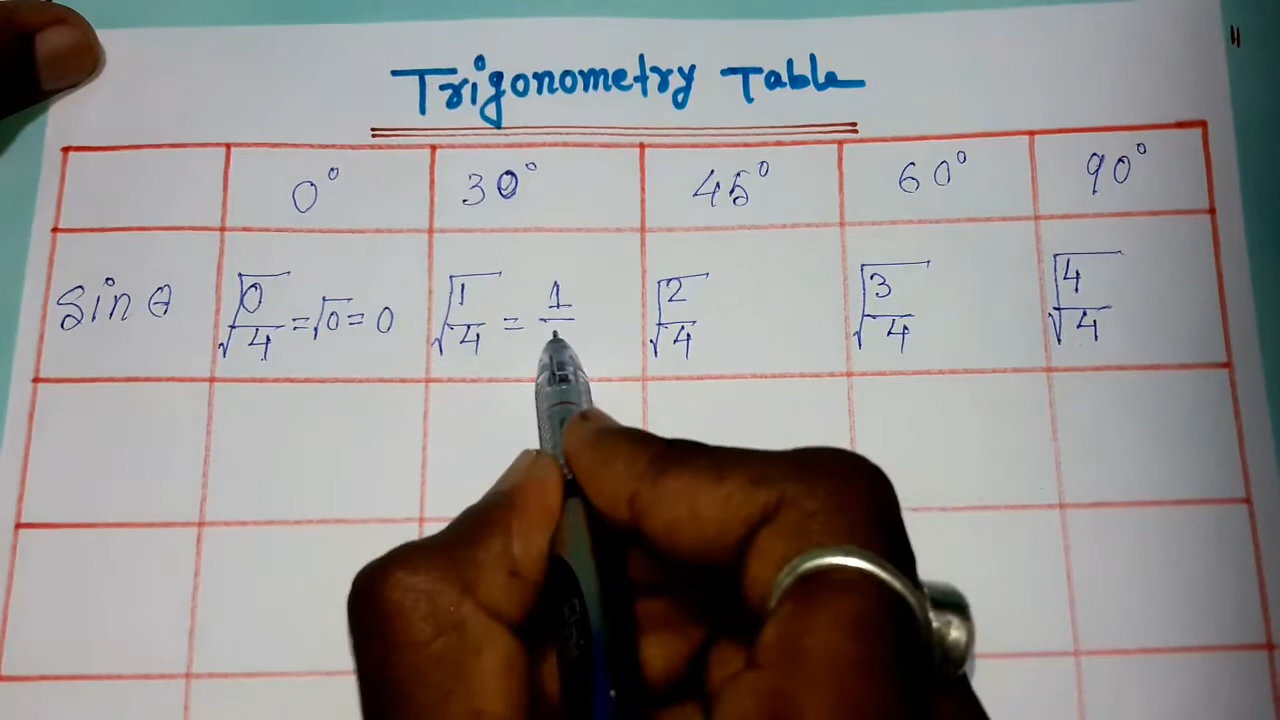 Trigonometry Table
0° 30° 45° 60° 90°
Sin θ √0/4 = √0 = 0 √1/4 = 1/ √2/4 √3/4 √4/4